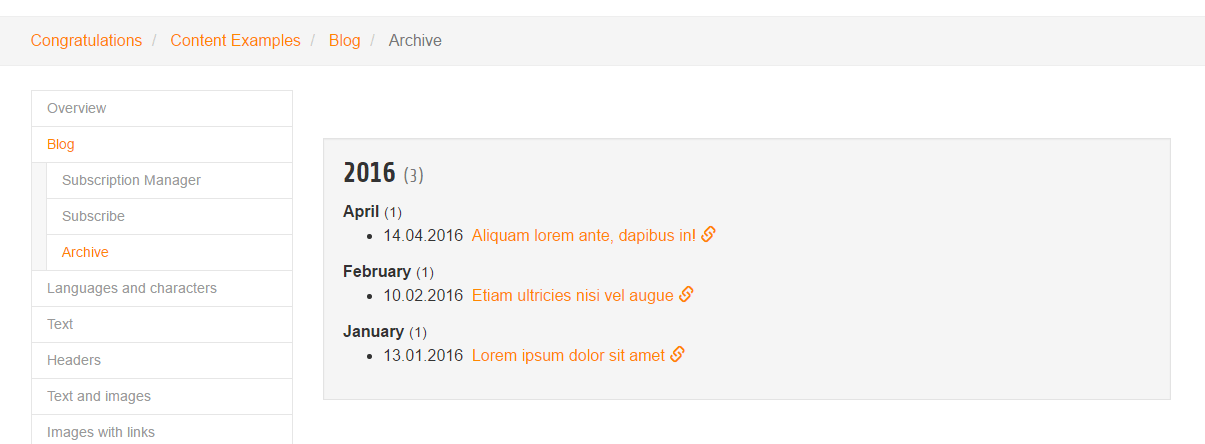 Congratulations / Content Examples / Blog / Archive
Overview
Blog
Subscription Manager
Subscribe
Archive
Languages and characters
Text
Headers
Text and images
Images with links
2016 (3)
April (1)
• 14.04.2016 Aliquam lorem ante, dapibus in!
February (1)
• 10.02.2016 Etiam ultricies nisi vel augue
January (1)
• 13.01.2016 Lorem ipsum dolor sit amet